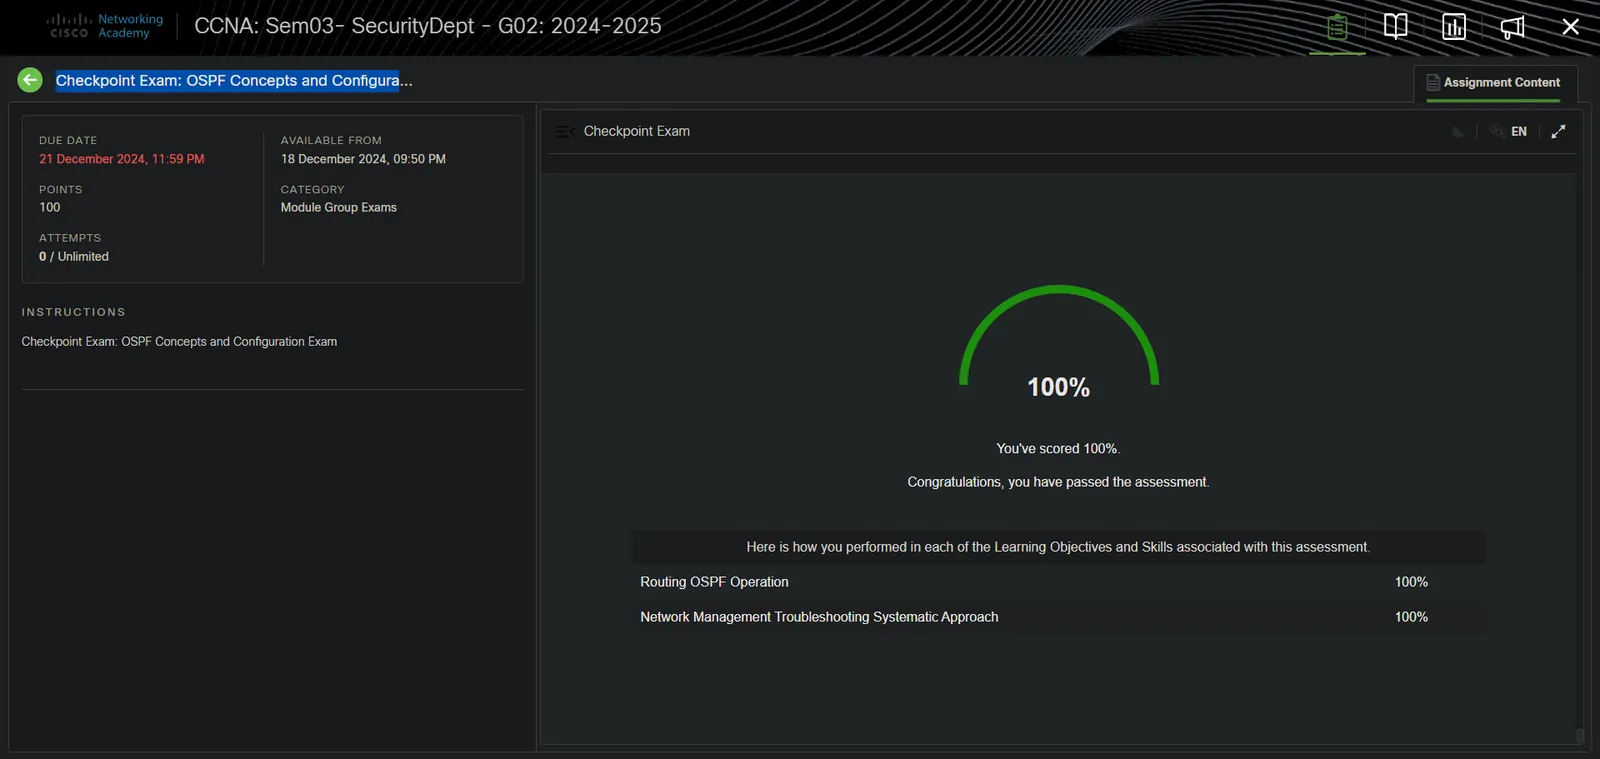 Networking
Academy
CISCO
CCNA: Sem03- SecurityDept - G02: 2024-2025
Checkpoint Exam: OSPF Concepts and Configura...
Assignment Content
DUE DATE
21 December 2024, 11:59 PM
AVAILABLE FROM
18 December 2024, 09:50 PM
POINTS
100
CATEGORY
Module Group Exams
ATTEMPTS
0 / Unlimited
INSTRUCTIONS
Checkpoint Exam: OSPF Concepts and Configuration Exam
Checkpoint Exam
EN
100%
You've scored 100%.
Congratulations, you have passed the assessment.
Here is how you performed in each of the Learning Objectives and Skills associated with this assessment.
Routing OSPF Operation 100%
Network Management Troubleshooting Systematic Approach 100%